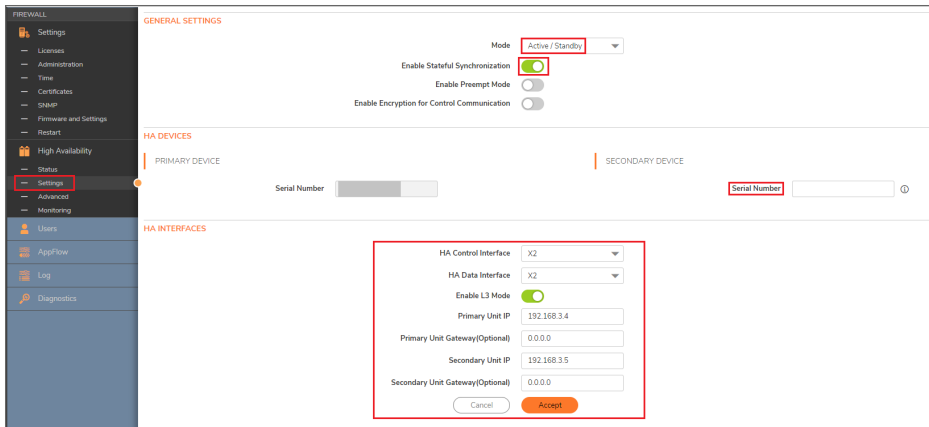 FIREWALL
Settings
Licenses
Administration
Time
Certificates
SNMP
Firmware and Settings
Restart
High Availability
Status
Settings
Advanced
Monitoring
Users
AppFlow
Log
Diagnostics
GENERAL SETTINGS
Mode Active / Standby
Enable Stateful Synchronization
Enable Preempt Mode
Enable Encryption for Control Communication
HA DEVICES
PRIMARY DEVICE
Serial Number
SECONDARY DEVICE
Serial Number
HA INTERFACES
HA Control Interface X2
HA Data Interface X2
Enable L3 Mode
Primary Unit IP 192.168.3.4
Primary Unit Gateway(Optional) 0.0.0.0
Secondary Unit IP 192.168.3.5
Secondary Unit Gateway(Optional) 0.0.0.0
Cancel Accept